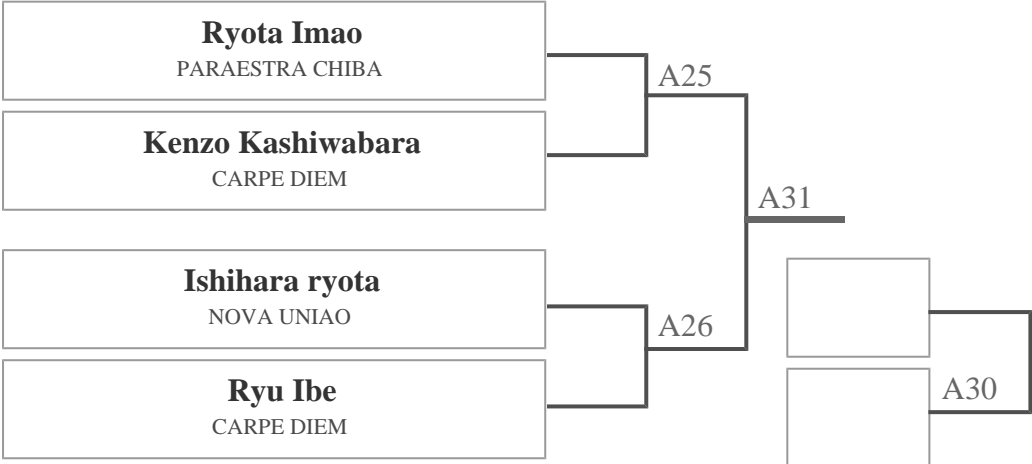 Ryota Imao
PARAESTRA CHIBA
A25
Kenzo Kashiwabara
CARPE DIEM
A31
Ishihara ryota
NOVA UNIAO
A26
Ryu Ibe
CARPE DIEM
A30